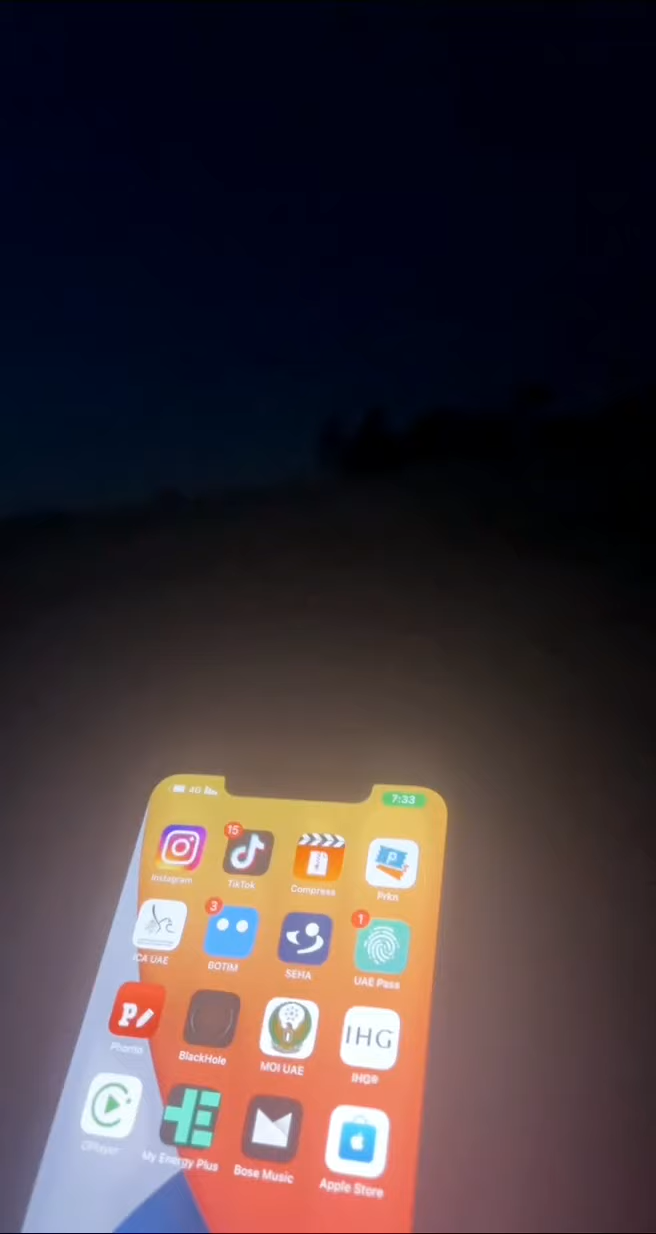 4G
7:33
15
Instagram
TikTok
Compress
P
Prkn
3
1
ICA UAE
BOTIM
SEHA
UAE Pass
P
IHG
Phonto
BlackHole
MOI UAE
IHG®
CPlayer
My Energy Plus
Bose Music
Apple Store